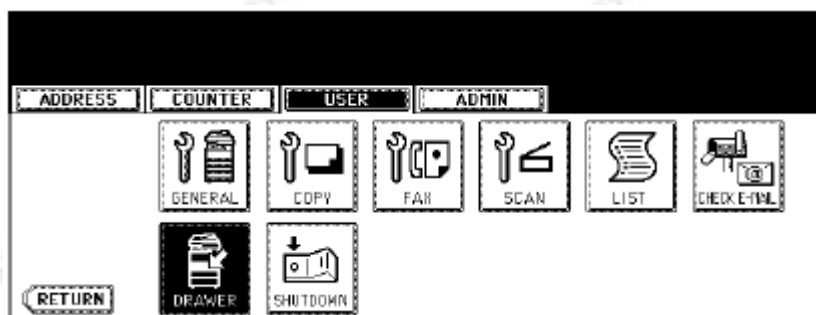 ADDRESS COUNTER USER ADMIN
GENERAL COPY FAX SCAN LIST CHECK E-MAIL
RETURN DRAWER SHUTDOWN